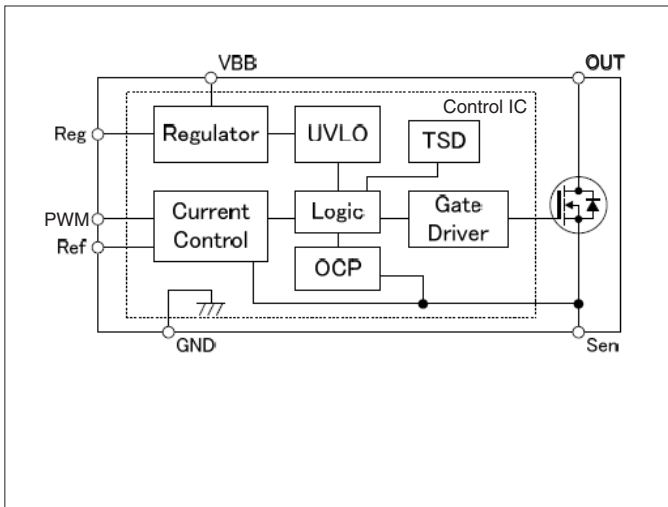 VBB
OUT
Control IC
Reg
Regulator
UVLO
TSD
PWM
Ref
Current
Control
Logic
Gate
Driver
OCP
GND
Sen